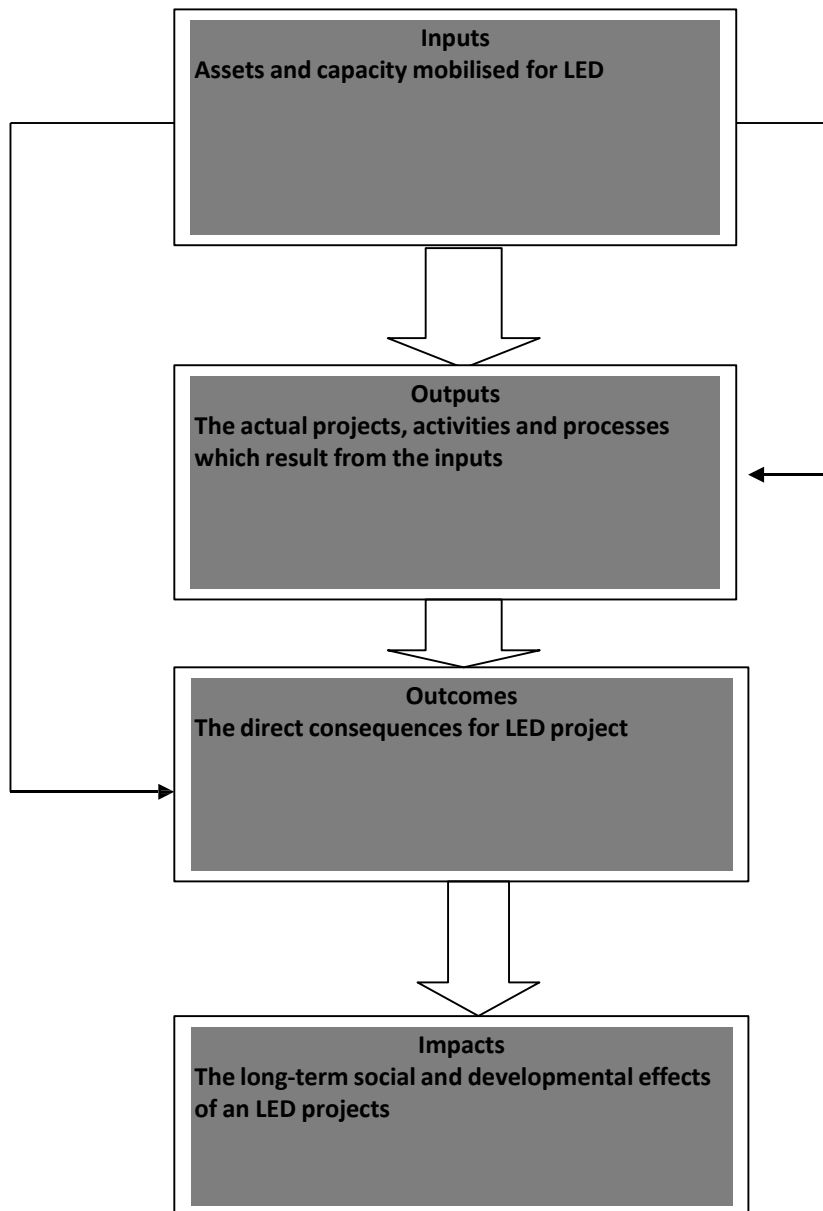 Inputs
Assets and capacity mobilised for LED
Outputs
The actual projects, activities and processes
which result from the inputs
Outcomes
The direct consequences for LED project
Impacts
The long-term social and developmental effects
of an LED projects